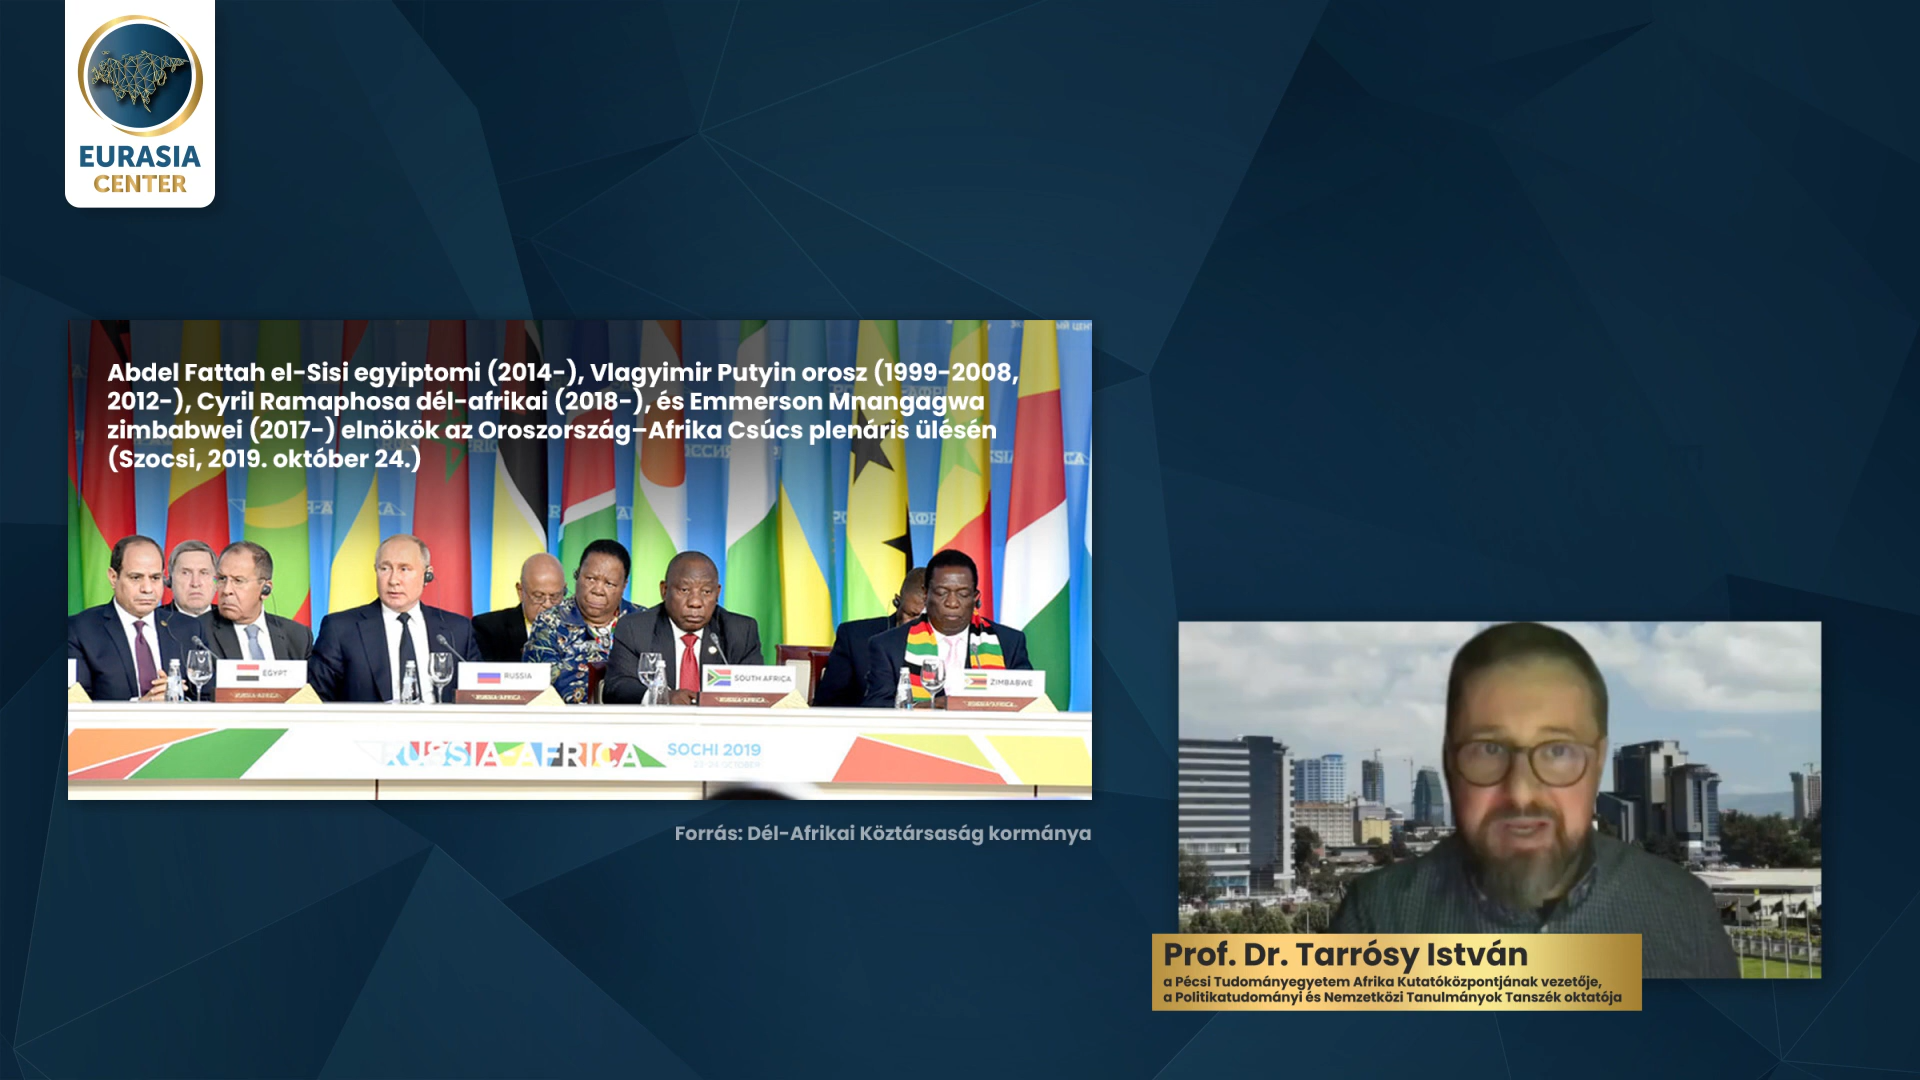 EURASIA
CENTER
Abdel Fattah el-Sisi egyiptomi (2014-), Vlagyimir Putyin orosz (1999-2008,
2012-), Cyril Ramaphosa dél-afrikai (2018-), és Emmerson Mnangagwa
zimbabwei (2017-) elnökök az Oroszország–Afrika Csúcs plenáris ülésén
(Szocsi, 2019. október 24.)
EGYPT
RUSSIA
SOUTH AFRICA
ZIMBABWE
RUSSIA-AFRICA
SOCHI 2019
Forrás: Dél-Afrikai Köztársaság kormánya
Prof. Dr. Tarrósy István
a Pécsi Tudományegyetem Afrika Kutatóközpontjának vezetője,
a Politikatudományi és Nemzetközi Tanulmányok Tanszék oktatója